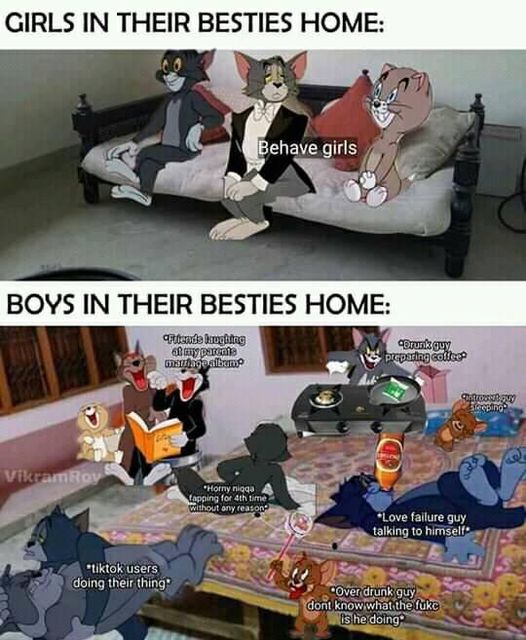 GIRLS IN THEIR BESTIES HOME:
Behave girls
BOYS IN THEIR BESTIES HOME:
*Friends laughing
at my parents
marriage album*
*Drunk guy
preparing coffee*
*introvert guy
sleeping*
VikramRoy
*Horny nigga
fapping for 4th time
without any reason*
*Love failure guy
talking to himself*
*tiktok users
doing their thing*
*Over drunk guy
dont know what the fukc
is he doing*